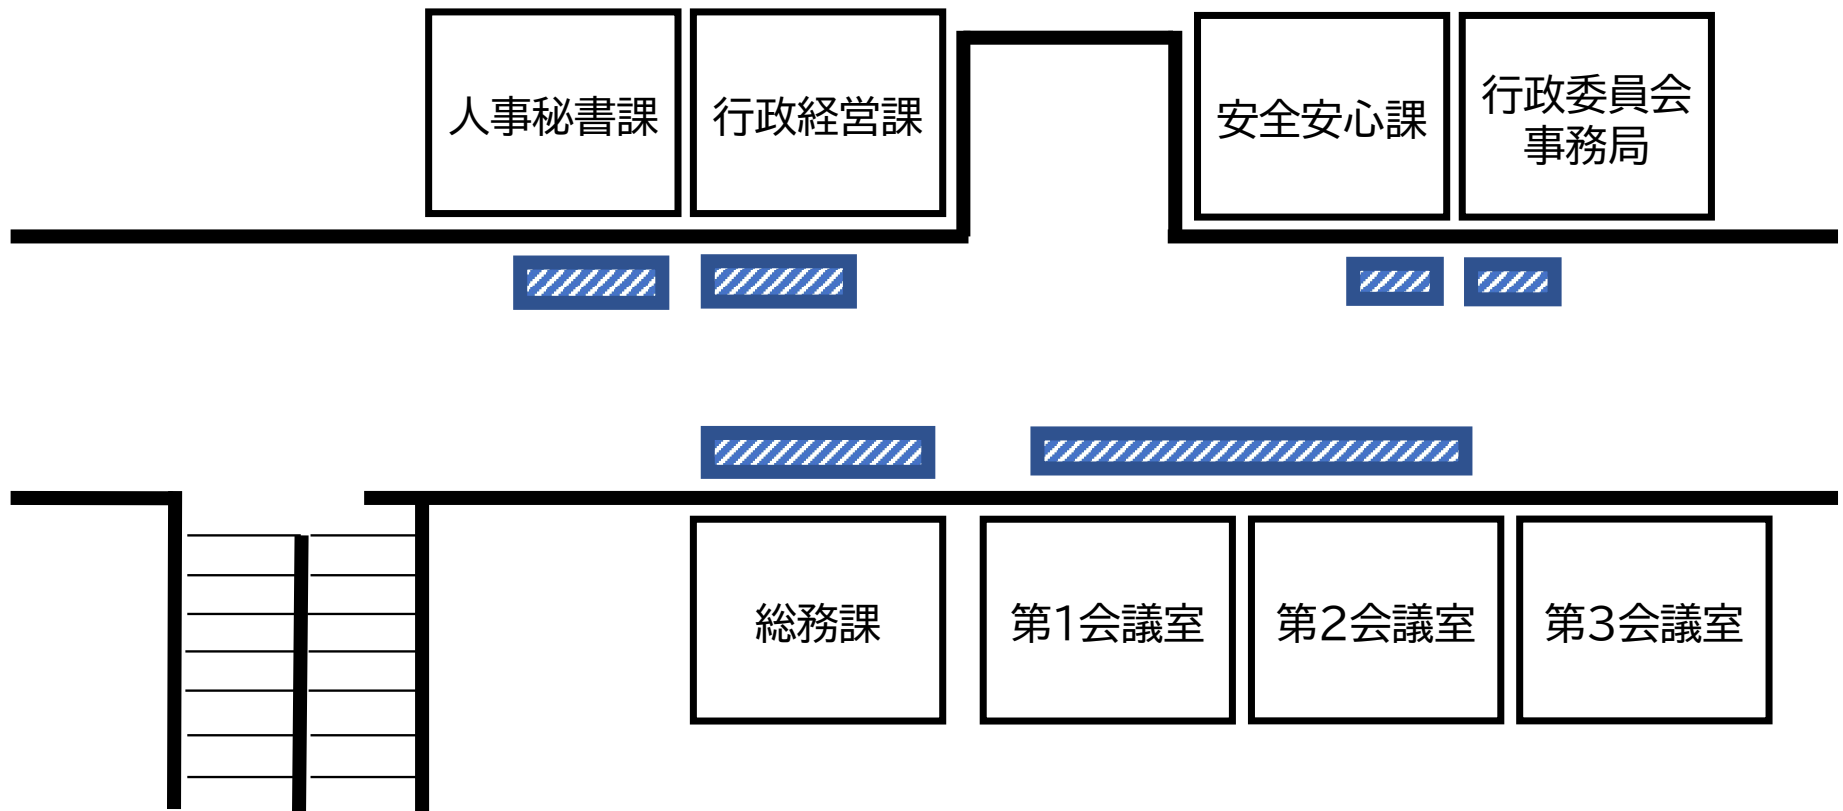 人事秘書課
行政経営課
安全安心課
行政委員会
事務局
総務課
第1会議室
第2会議室
第3会議室